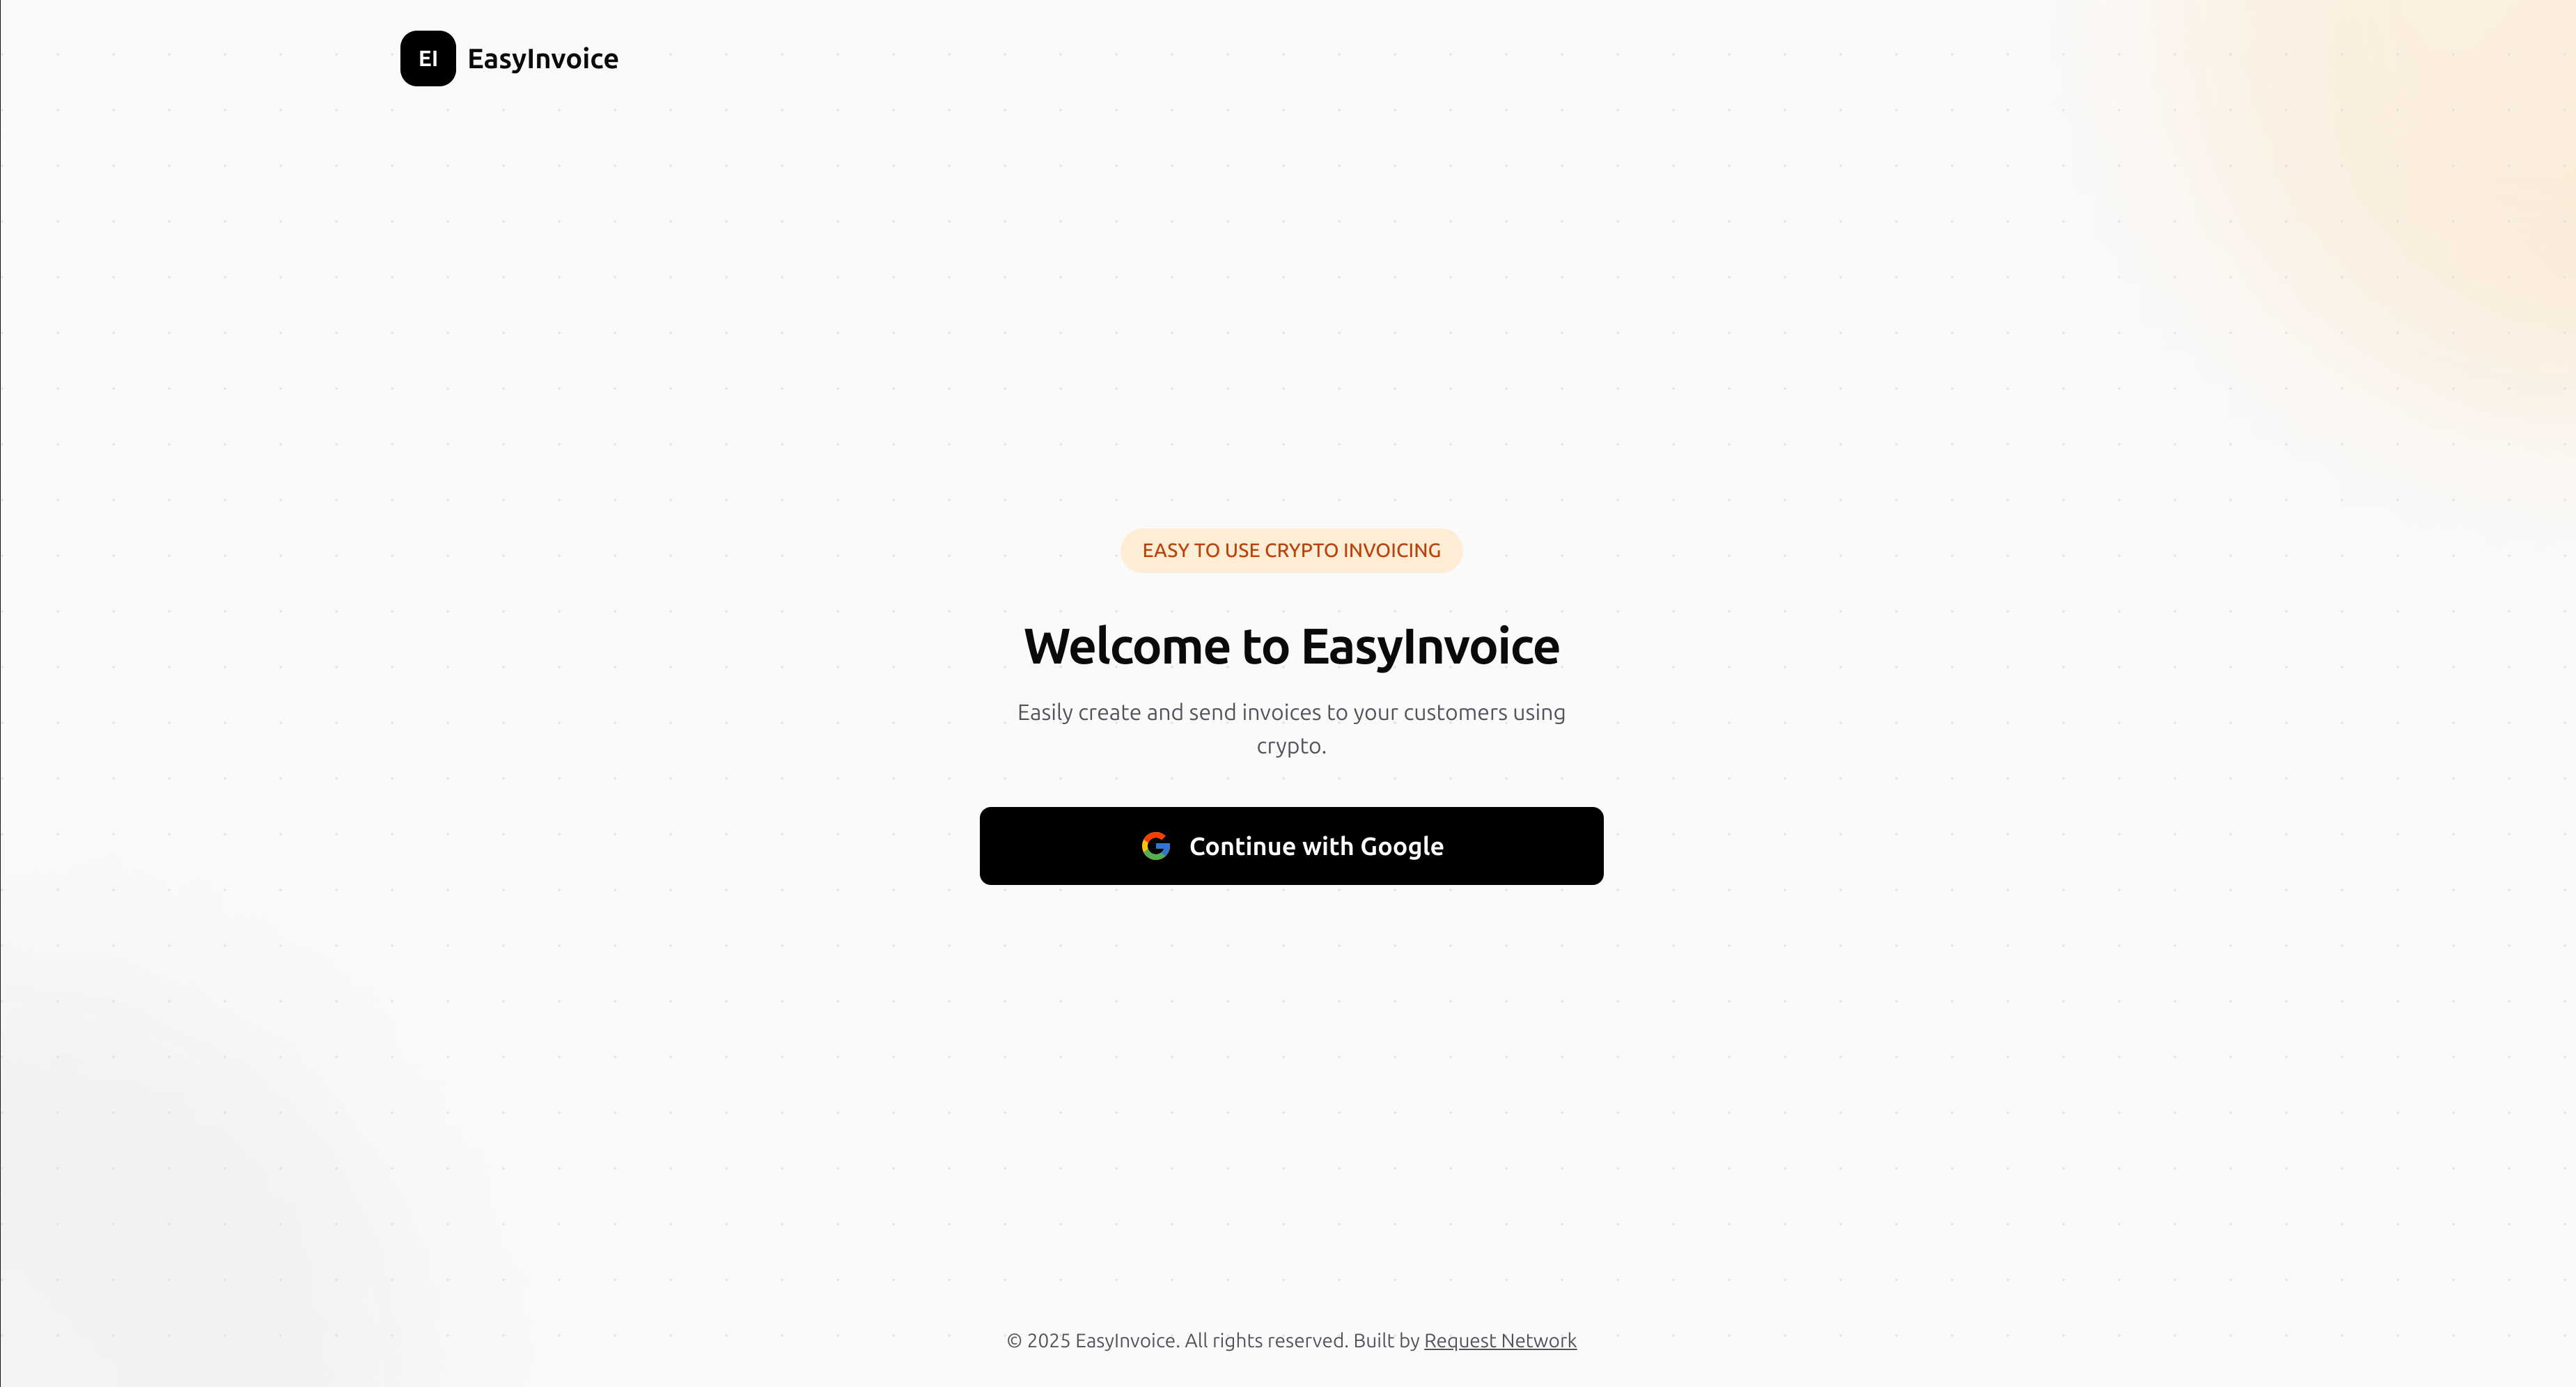 EI EasyInvoice
EASY TO USE CRYPTO INVOICING
Welcome to EasyInvoice
Easily create and send invoices to your customers using
crypto.
Continue with Google
© 2025 EasyInvoice. All rights reserved. Built by Request Network